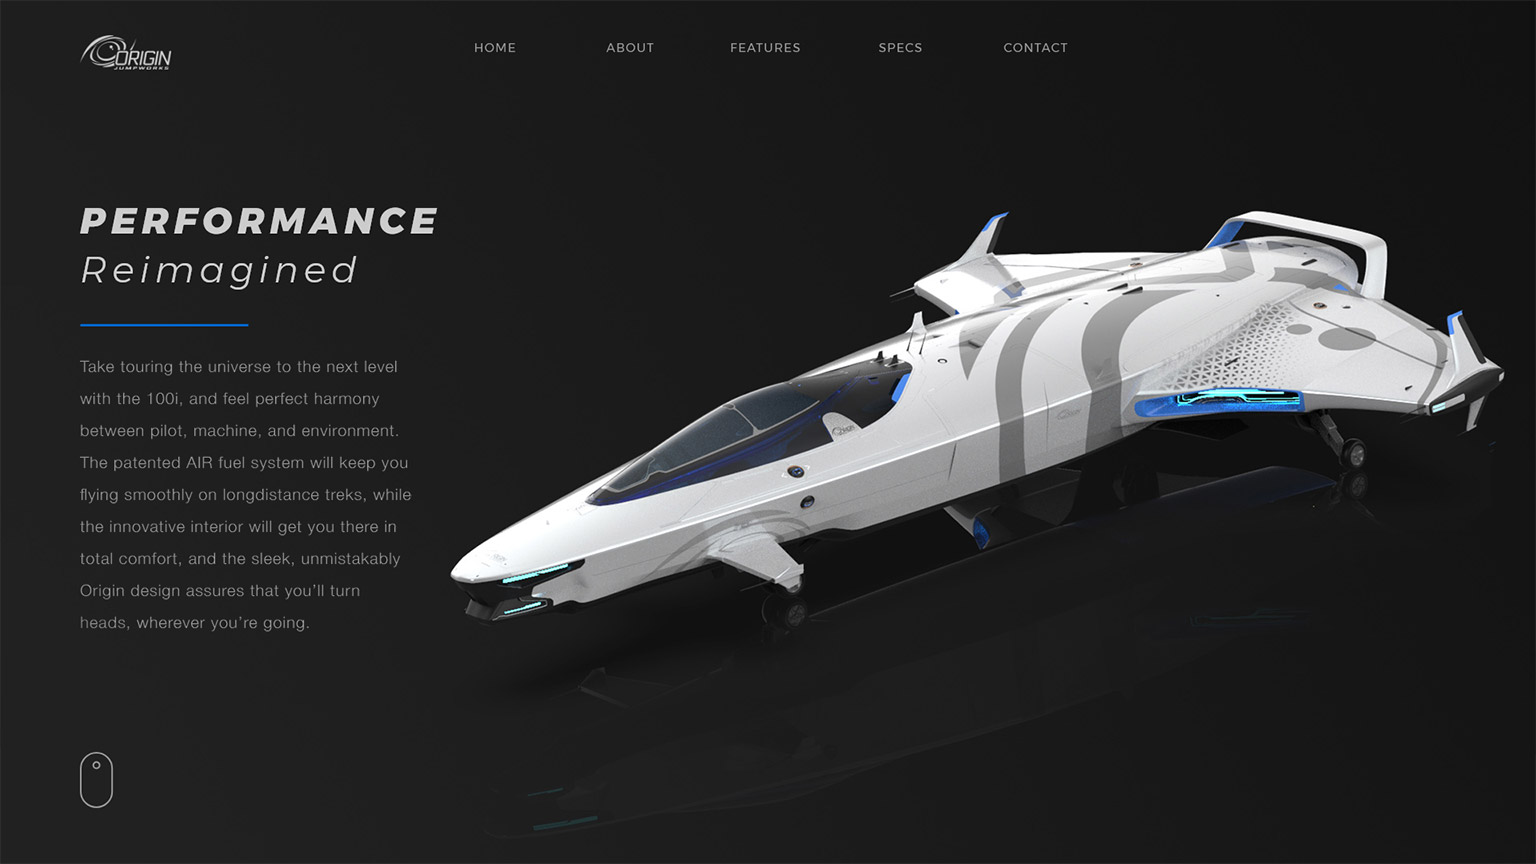 ORIGIN
JUMPWORKS
HOME ABOUT FEATURES SPECS CONTACT
PERFORMANCE
Reimagined
Take touring the universe to the next level
with the 100i, and feel perfect harmony
between pilot, machine, and environment.
The patented AIR fuel system will keep you
flying smoothly on longdistance treks, while
the innovative interior will get you there in
total comfort, and the sleek, unmistakably
Origin design assures that you’ll turn
heads, wherever you’re going.